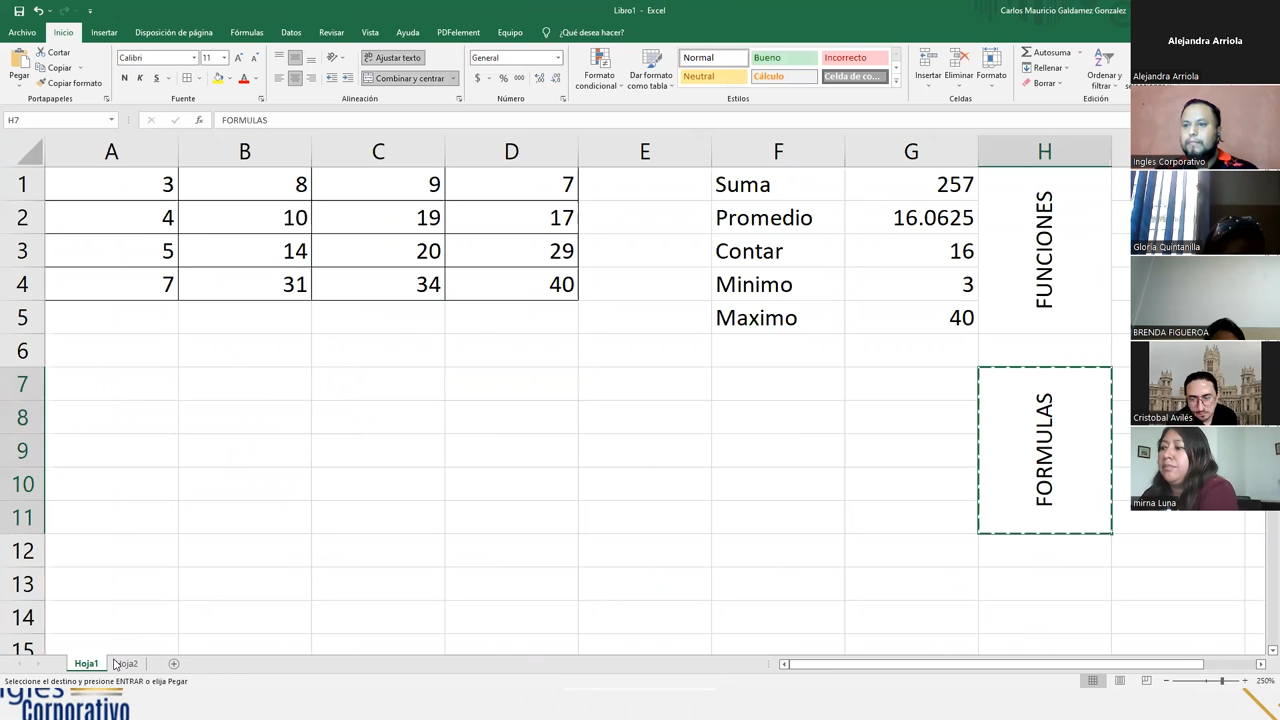 Libro1 - Excel
Carlos Mauricio Galdamez Gonzalez
Archivo Inicio Insertar Disposición de página Fórmulas Datos Revisar Vista Ayuda PDFelement Equipo ¿Qué desea hacer?
Pegar
Cortar
Copiar
Copiar formato
Portapapeles
Calibri 11
N K S
Fuente
Ajustar texto
Combinar y centrar
Alineación
General
Número
Formato condicional
Dar formato como tabla
Normal Bueno Incorrecto
Neutral Cálculo Celda de co...
Estilos
Insertar Eliminar Formato
Celdas
Autosuma
Rellenar
Borrar
Ordenar y filtrar
Edición
H7 FORMULAS
A B C D E F G H
1 3 8 9 7 Suma 257
2 4 10 19 17 Promedio 16.0625
3 5 14 20 29 Contar 16
4 7 31 34 40 Minimo 3
5 Maximo 40
FUNCIONES
6
7
8
9
10
11
FORMULAS
12
13
14
15
Hoja1 Hoja2
Seleccione el destino y presione ENTRAR o elija Pegar
250%
Ingles
Corporativo
Alejandra Arriola
Alejandra Arriola
Ingles Corporativo
Gloria Quintanilla
BRENDA FIGUEROA
Cristobal Avilés
mirna Luna